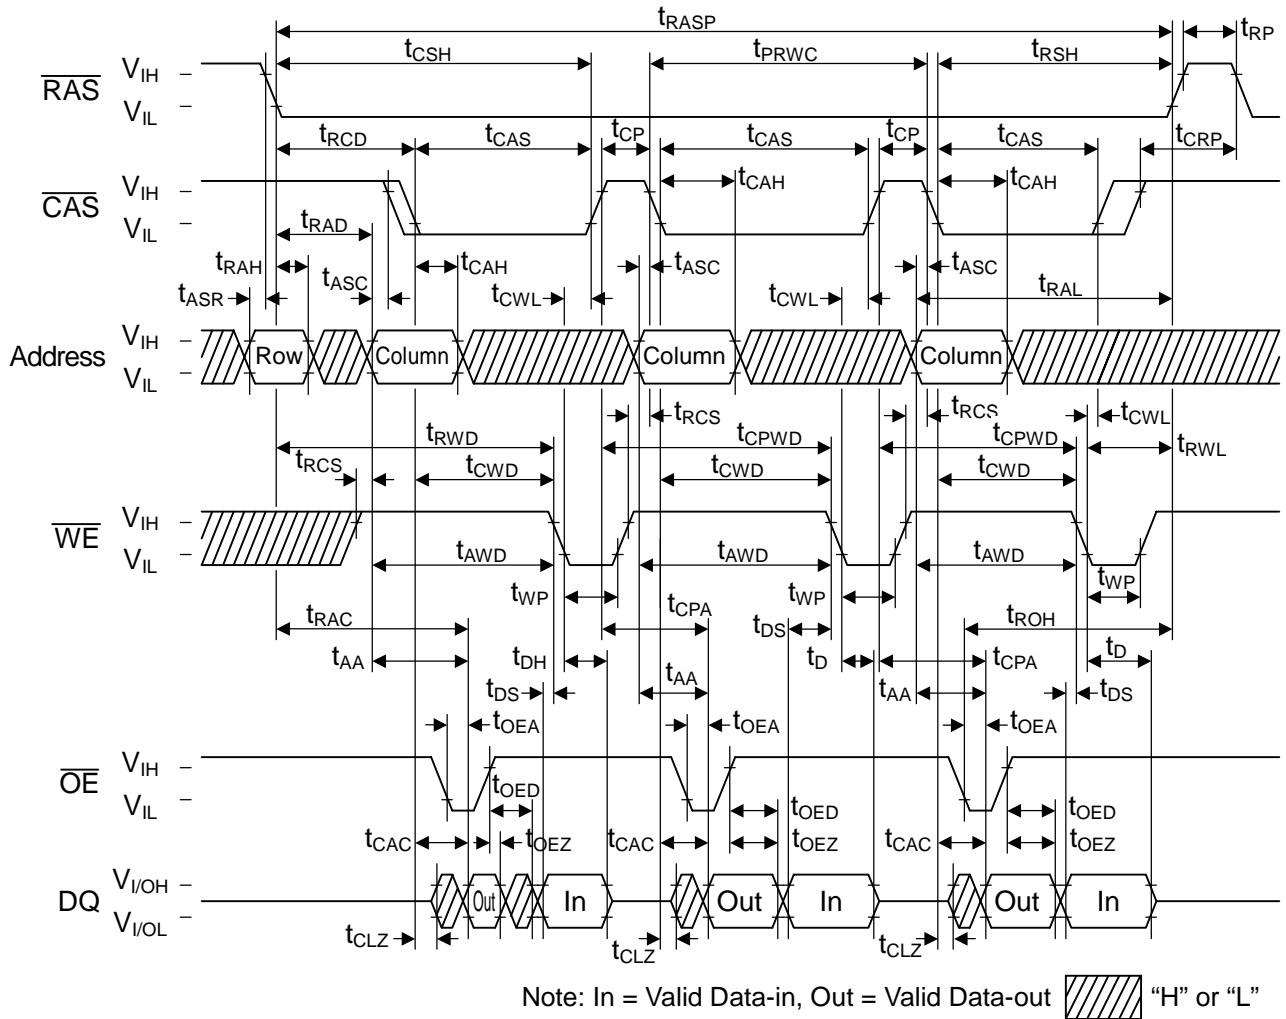 tRASP tRP
tCSH tPRWC tRSH
RAS VIH
VIL
tRCD tCAS tCP tCAS tCP tCAS tCRP
CAS VIH tCAH tCAH
VIL
tRAD
tRAH tASC tCAH tASC tASC
tASR tCWL tCWL tRAL
Address VIH
VIL
Row Column Column Column
tRCS tRCS tCWL
tRWD tCPWD tCPWD tRWL
tRCS tCWD tCWD tCWD
WE VIH
VIL
tAWD tAWD tAWD
tWP tWP tWP
tRAC tCPA tDS tROH
tAA tDH tD tCPA tD
tDS tAA tAA tDS
tOEA tOEA tOEA
OE VIH
VIL
tOED tOED tOED
tCAC tOEZ tCAC tOEZ tCAC tOEZ
DQ VI/OH
VI/OL
Out In Out In Out In
tCLZ tCLZ tCLZ
Note: In = Valid Data-in, Out = Valid Data-out “H” or “L”